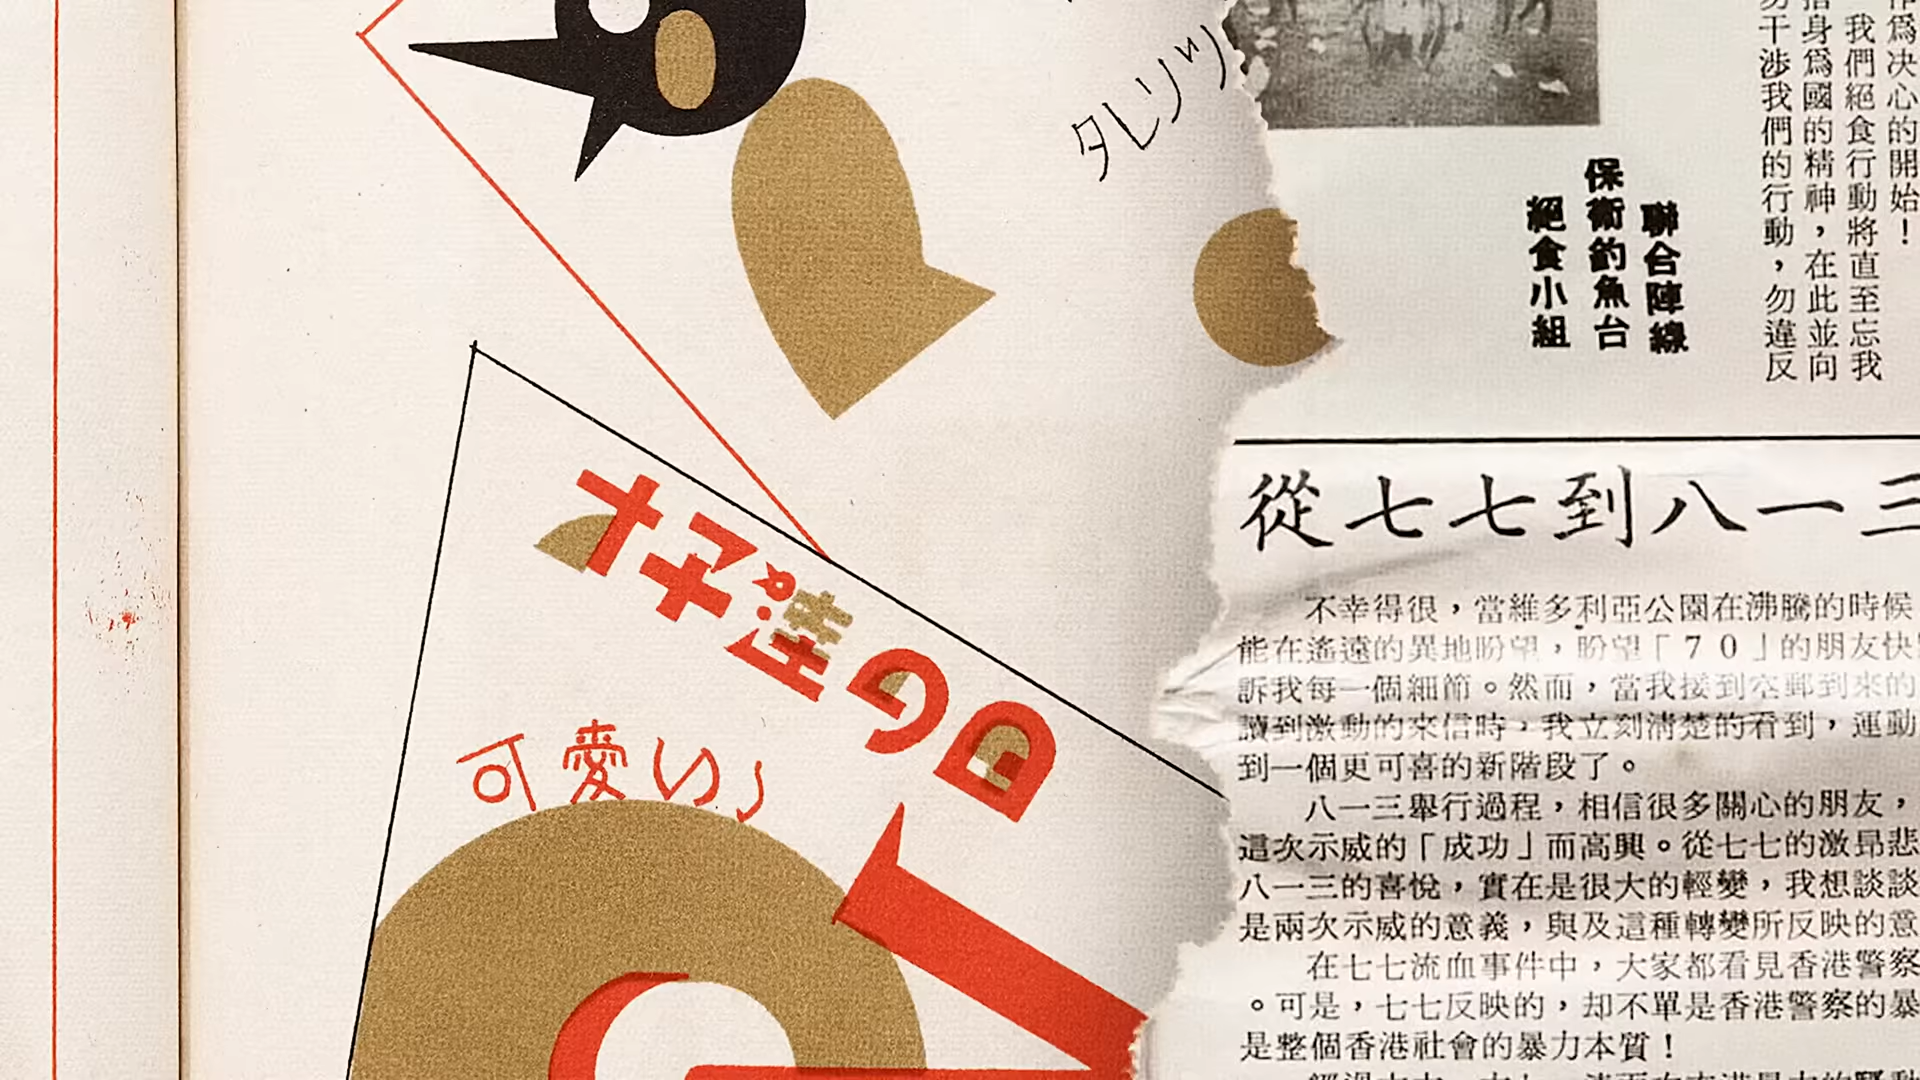 子達の日
可愛いゝ
爲决心的開始！
我們絕食行動將直至忘我
身爲國的精神，在此並向
干涉我們的行動，勿違反
聯合陣線
保衛釣魚台
絕食小組
從七七到八一三
不幸得很，當維多利亞公園在沸騰的時候
能在遙遠的異地盼望，盼望「７０」的朋友快
訴我每一個細節。然而，當我接到空郵到來的
讀到激動的來信時，我立刻清楚的看到，運動
到一個更可喜的新階段了。
八一三舉行過程，相信很多關心的朋友，
這次示威的「成功」而高興。從七七的激昂悲
八一三的喜悅，實在是很大的轉變，我想談談
是兩次示威的意義，與及這種轉變所反映的意
在七七流血事件中，大家都看見香港警察
。可是，七七反映的，却不單是香港警察的暴
是整個香港社會的暴力本質！